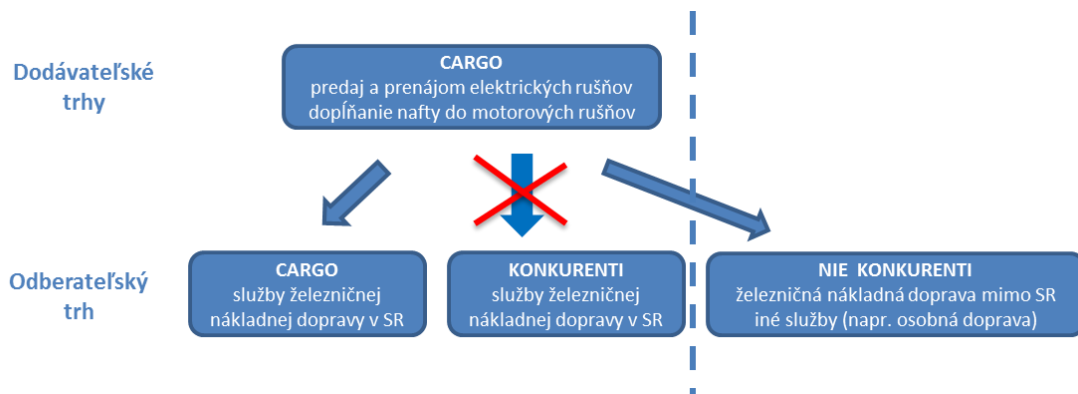 Dodávateľské
trhy
CARGO
predaj a prenájom elektrických rušňov
dopĺňanie nafty do motorových rušňov
Odberateľský
trh
CARGO
služby železničnej
nákladnej dopravy v SR
KONKURENTI
služby železničnej
nákladnej dopravy v SR
NIE KONKURENTI
železničná nákladná doprava mimo SR
iné služby (napr. osobná doprava)